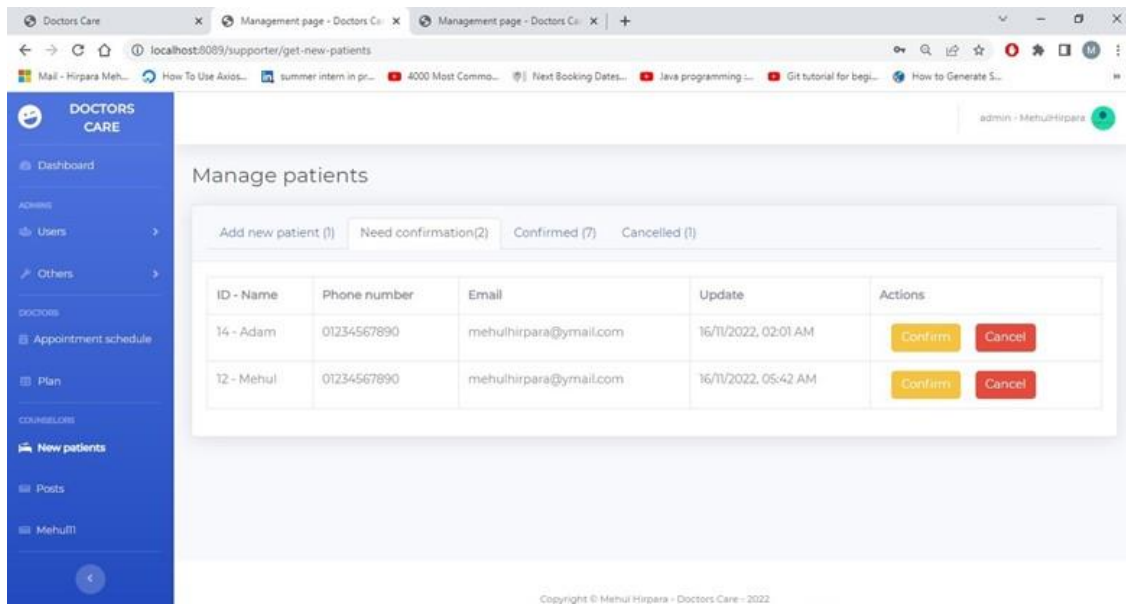 Doctors Care
Management page - Doctors Ca
Management page - Doctors Ca
localhost:8089/supporter/get-new-patients
Mail - Hirpara Meh...
How To Use Axios...
summer intern in pr...
4000 Most Commo...
Next Booking Dates...
Java programming :...
Git tutorial for begi...
How to Generate S...
M
DOCTORS
CARE
admin - MehulHirpara
Dashboard
Manage patients
ADMINS
Users
Add new patient (1) Need confirmation(2) Confirmed (7) Cancelled (1)
Others
DOCTORS
ID - Name Phone number Email Update Actions
Appointment schedule
14 - Adam 01234567890 mehulhirpara@ymail.com 16/11/2022, 02:01 AM Confirm Cancel
Plan
12 - Mehul 01234567890 mehulhirpara@ymail.com 16/11/2022, 05:42 AM Confirm Cancel
COUNSELORS
New patients
Posts
Mehul11
Copyright © Mehul Hirpara - Doctors Care - 2022